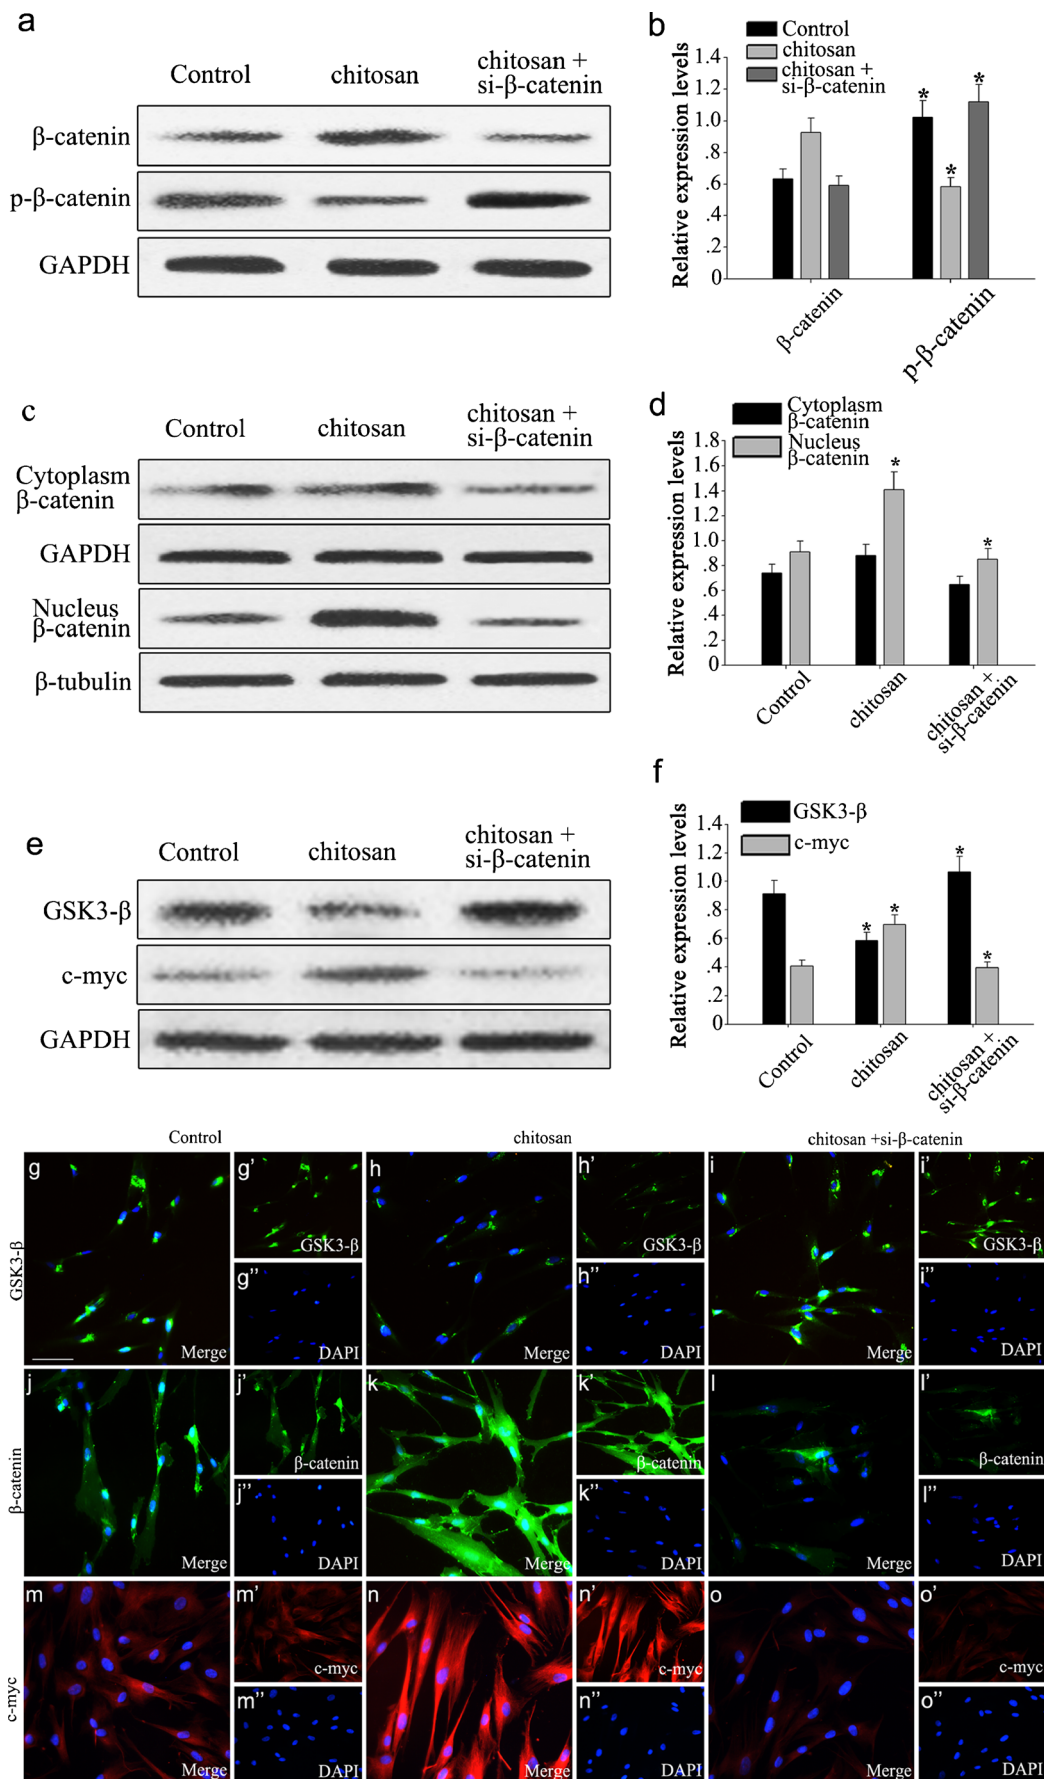 a
Control
chitosan
chitosan +
si-β-catenin
β-catenin
p-β-catenin
GAPDH
b
Control
chitosan
chitosan +
si-β-catenin
Relative expression levels
1.4
1.2
1.0
.8
.6
.4
.2
0
* * *
β-catenin
p-β-catenin
c
Control
chitosan
chitosan +
si-β-catenin
Cytoplasm
β-catenin
GAPDH
Nucleus
β-catenin
β-tubulin
d
Cytoplasm
β-catenin
Nucleus
β-catenin
Relative expression levels
1.8
1.6
1.4
1.2
1.0
.8
.6
.4
.2
0
* *
Control
chitosan
chitosan +
si-β-catenin
e
Control
chitosan
chitosan +
si-β-catenin
GSK3-β
c-myc
GAPDH
f
GSK3-β
c-myc
Relative expression levels
1.4
1.2
1.0
.8
.6
.4
.2
0
* * * *
Control
chitosan
chitosan +
si-β-catenin
Control
chitosan
chitosan +si-β-catenin
GSK3-β
g
Merge
g'
GSK3-β
g''
DAPI
h
Merge
h'
GSK3-β
h''
DAPI
i
Merge
i'
GSK3-β
i''
DAPI
β-catenin
j
Merge
j'
β-catenin
j''
DAPI
k
Merge
k'
β-catenin
k''
DAPI
l
Merge
l'
β-catenin
l''
DAPI
c-myc
m
Merge
m'
c-myc
m''
DAPI
n
Merge
n'
c-myc
n''
DAPI
o
Merge
o'
c-myc
o''
DAPI